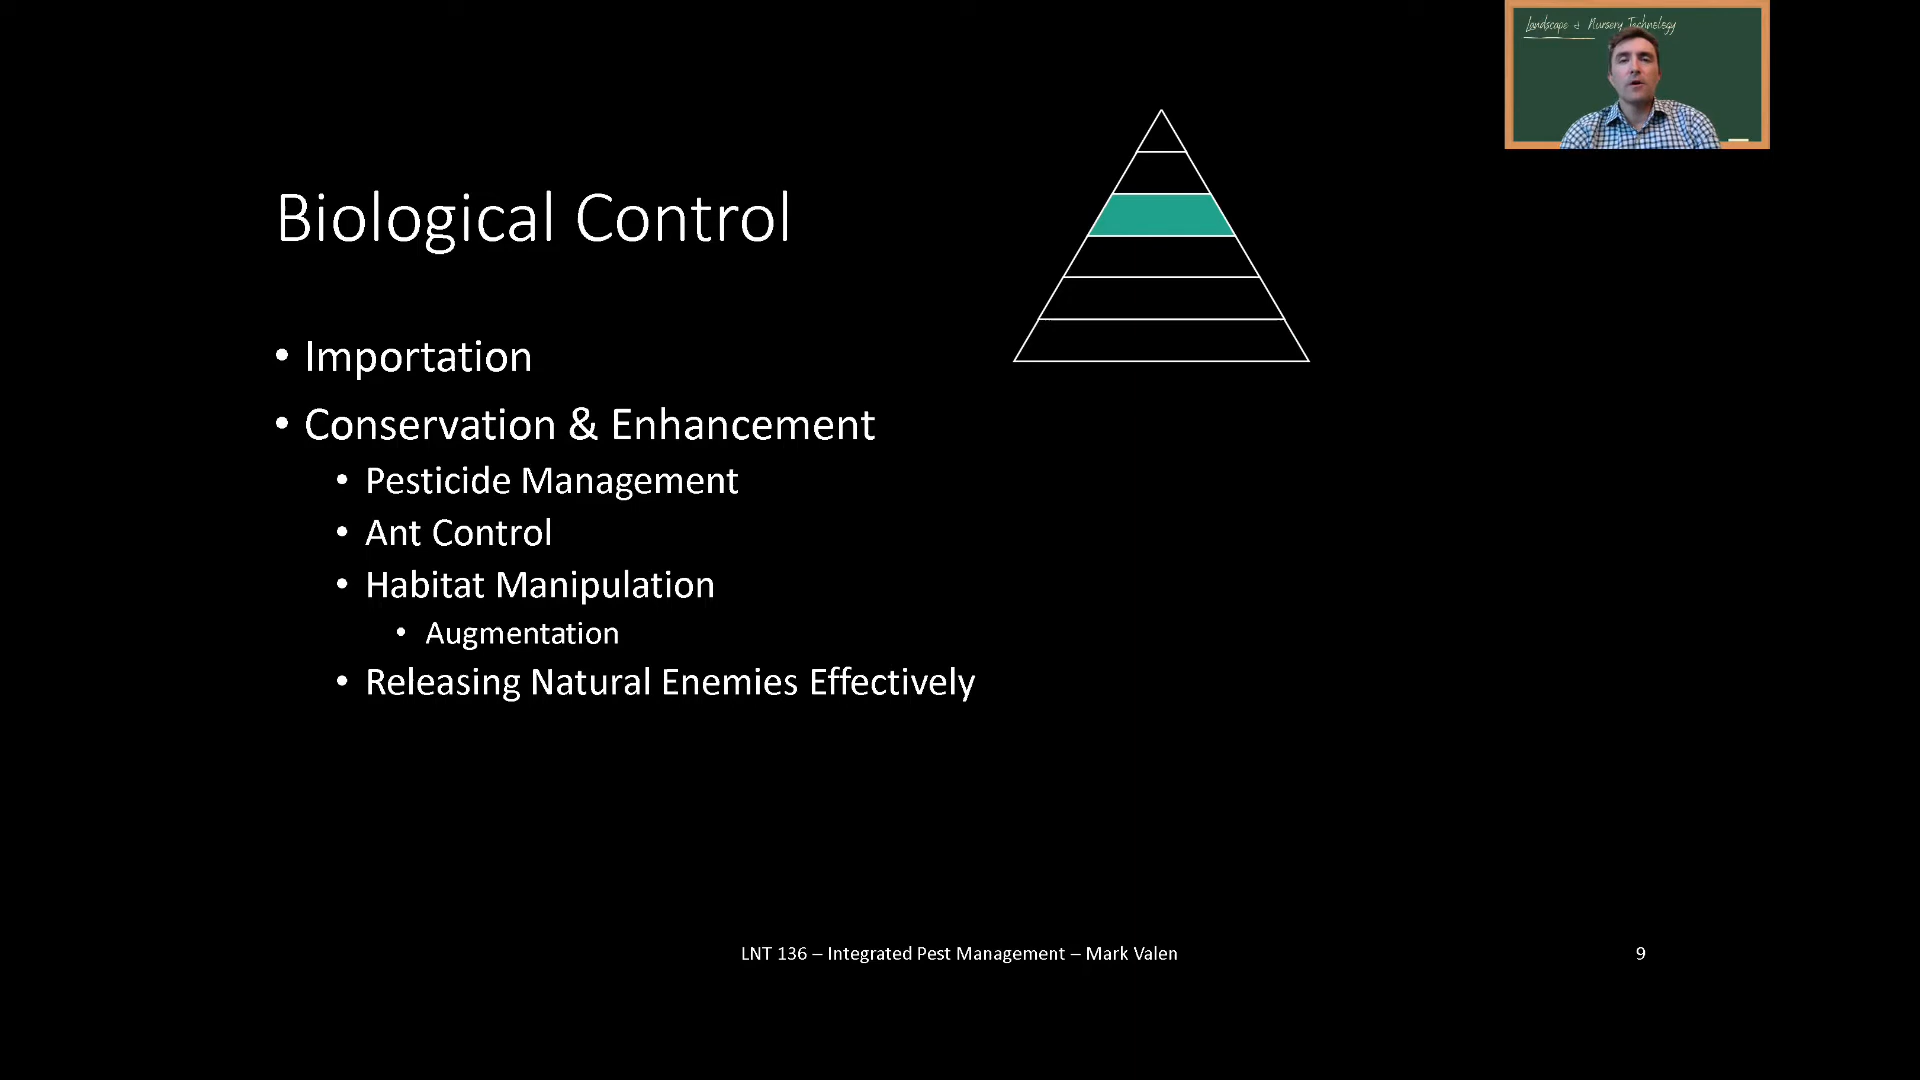 Landscape & Nursery Technology
Biological Control
• Importation
• Conservation & Enhancement
• Pesticide Management
• Ant Control
• Habitat Manipulation
• Augmentation
• Releasing Natural Enemies Effectively
LNT 136 – Integrated Pest Management – Mark Valen
9